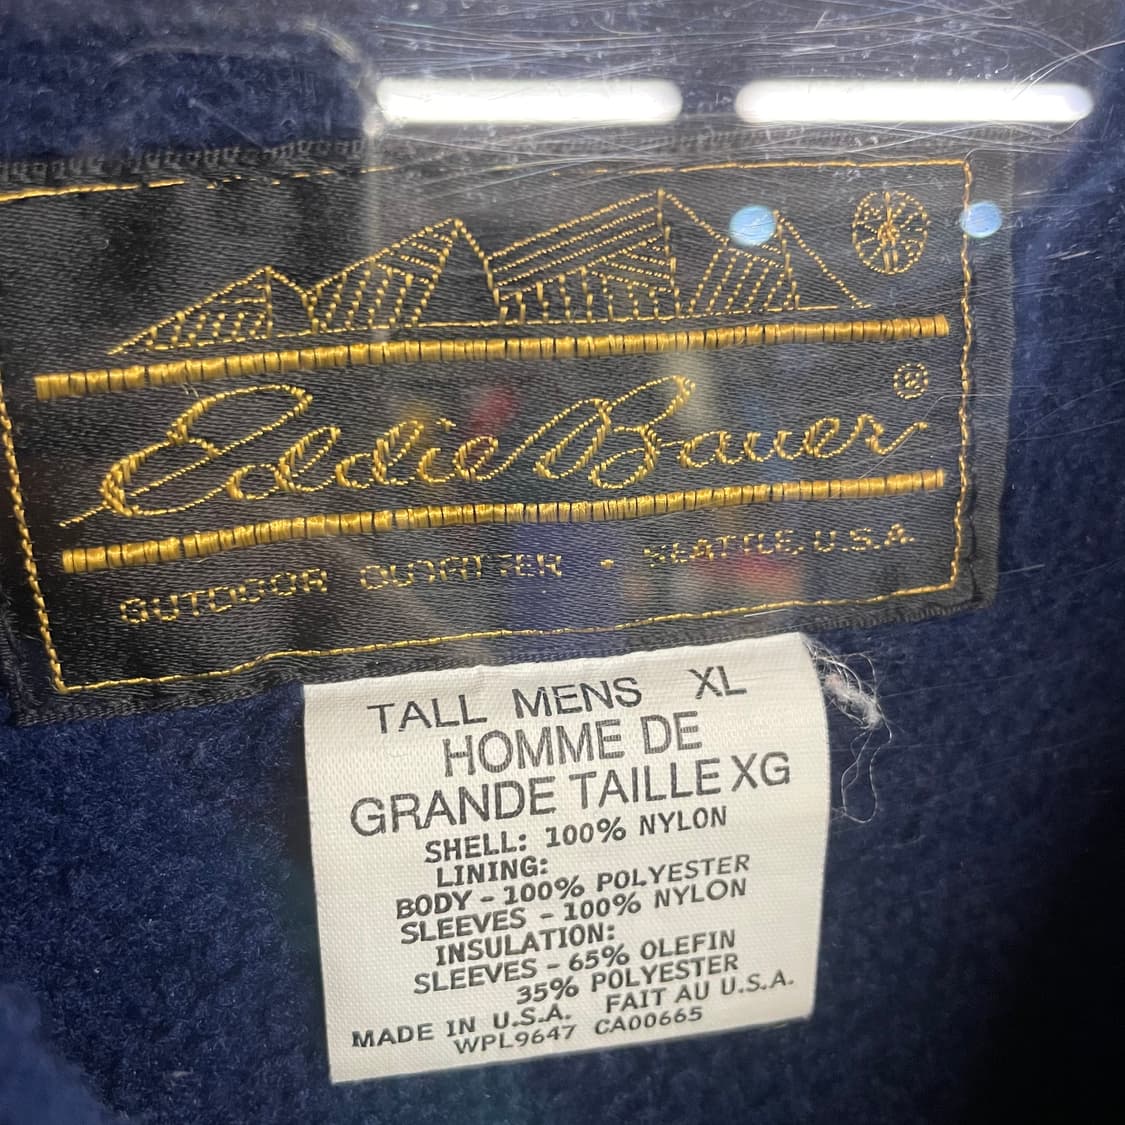 Eddie Bauer®
OUTDOOR OUTFITTER • SEATTLE, U.S.A.
TALL MENS XL
HOMME DE
GRANDE TAILLE XG
SHELL: 100% NYLON
LINING:
BODY - 100% POLYESTER
SLEEVES - 100% NYLON
INSULATION:
SLEEVES - 65% OLEFIN
35% POLYESTER
MADE IN U.S.A. FAIT AU U.S.A.
WPL9647 CA00665